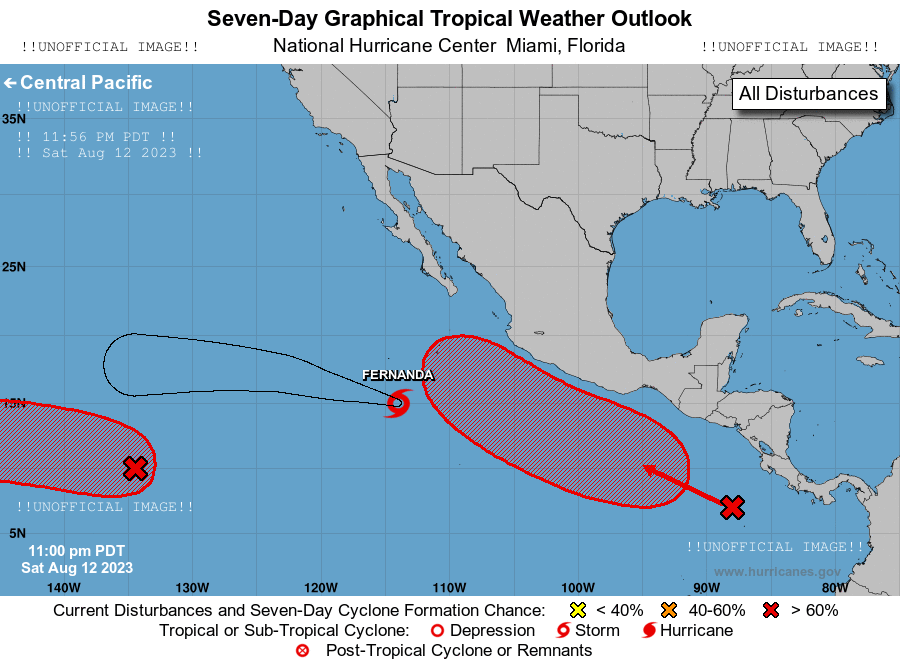 Seven-Day Graphical Tropical Weather Outlook
!!UNOFFICIAL IMAGE!! National Hurricane Center Miami, Florida !!UNOFFICIAL IMAGE!!
← Central Pacific
All Disturbances
!!UNOFFICIAL IMAGE!!
35N
!! 11:56 PM PDT !!
!! Sat Aug 12 2023 !!
25N
FERNANDA
15N
!!UNOFFICIAL IMAGE!!
5N
!!UNOFFICIAL IMAGE!!
11:00 pm PDT
Sat Aug 12 2023
www.hurricanes.gov
140W 130W 120W 110W 100W 90W 80W
Current Disturbances and Seven-Day Cyclone Formation Chance: < 40% 40-60% > 60%
Tropical or Sub-Tropical Cyclone: Depression Storm Hurricane
Post-Tropical Cyclone or Remnants